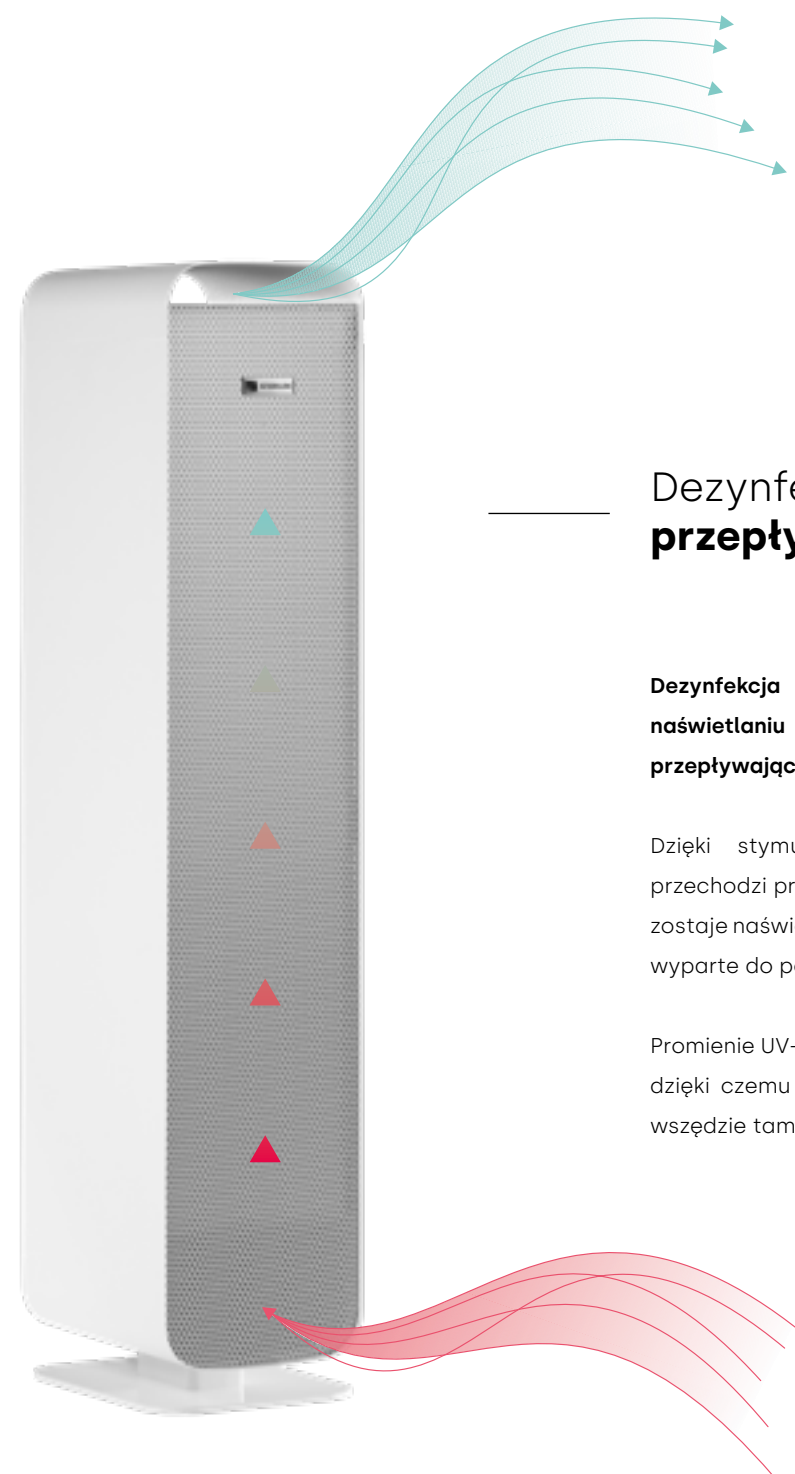 Dezynfe
przepły
Dezynfekcja
naświetlaniu
przepływając
Dzięki stymu
przechodzi pr
zostaje naświ
wyparte do p
Promienie UV-
dzięki czemu
wszędzie tam